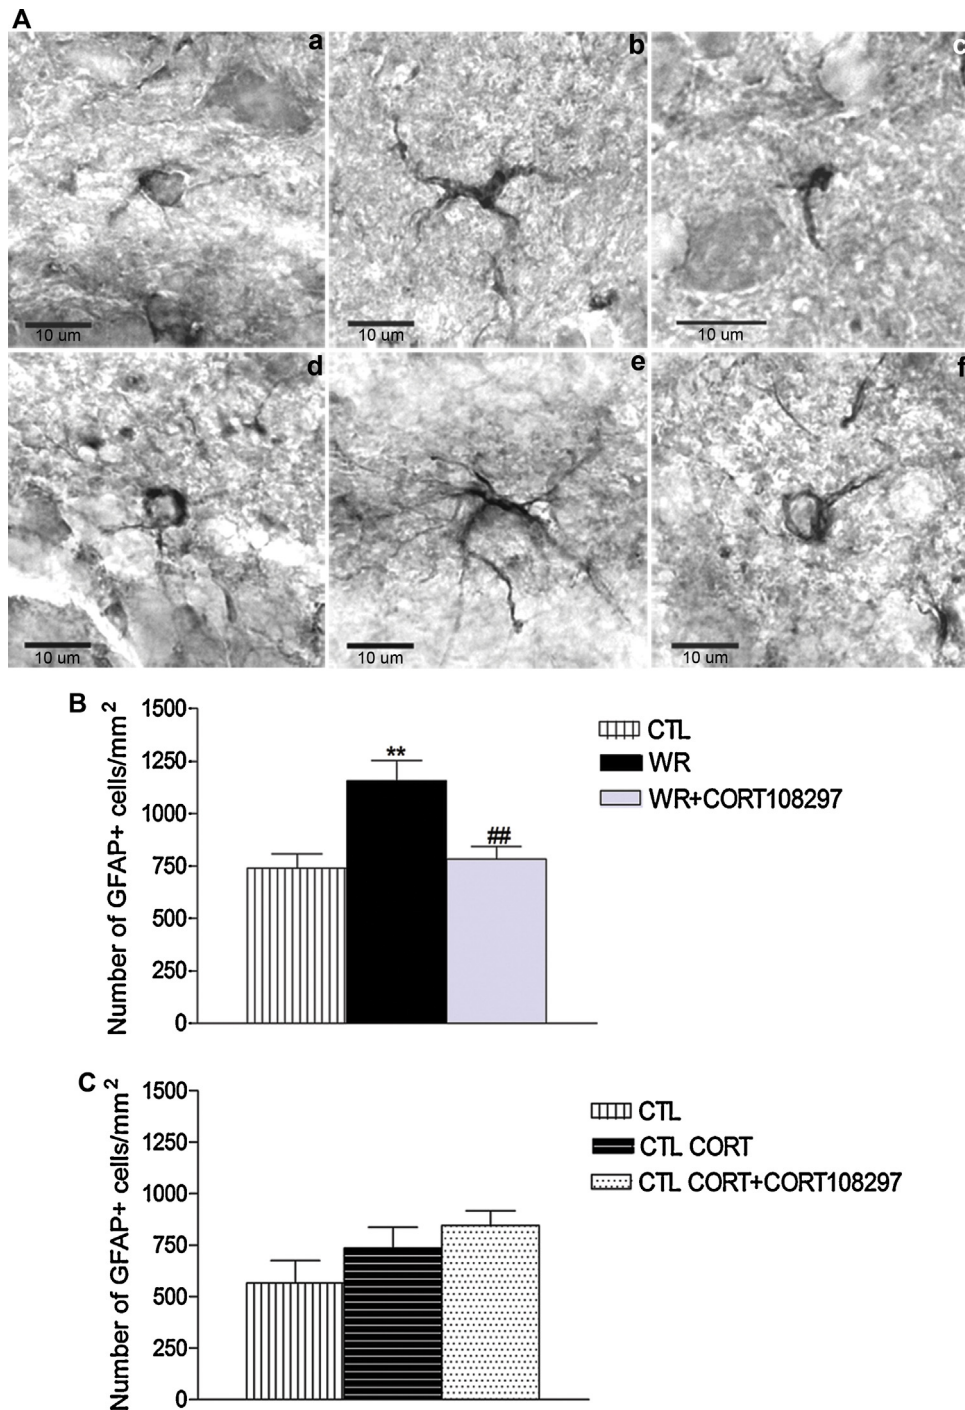 A
a
b
c
10 um
10 um
10 um
d
e
f
10 um
10 um
10 um
B
Number of GFAP+ cells/mm²
1500
1250
1000
750
500
250
0
**
##
CTL
WR
WR+CORT108297
C
Number of GFAP+ cells/mm²
1500
1250
1000
750
500
250
0
CTL
CTL CORT
CTL CORT+CORT108297